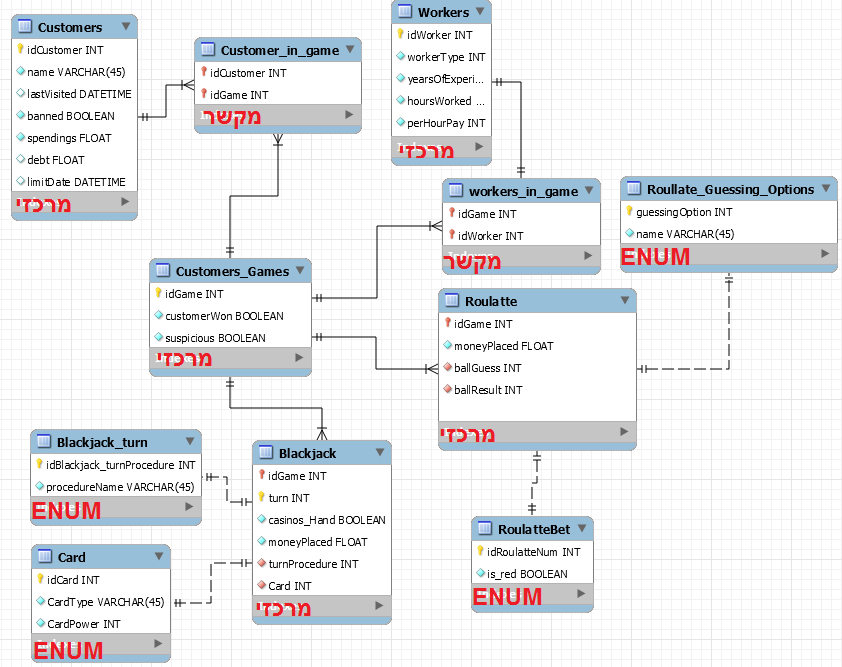 Customers
idCustomer INT
name VARCHAR(45)
lastVisited DATETIME
banned BOOLEAN
spendings FLOAT
debt FLOAT
limitDate DATETIME
מרכזי
Customer_in_game
idCustomer INT
idGame INT
מקשר
Workers
idWorker INT
workerType INT
yearsOfExperi...
hoursWorked ...
perHourPay INT
מרכזי
workers_in_game
idGame INT
idWorker INT
מקשר
Roullate_Guessing_Options
guessingOption INT
name VARCHAR(45)
ENUM
Customers_Games
idGame INT
customerWon BOOLEAN
suspicious BOOLEAN
מרכזי
Roulatte
idGame INT
moneyPlaced FLOAT
ballGuess INT
ballResult INT
מרכזי
Blackjack_turn
idBlackjack_turnProcedure INT
procedureName VARCHAR(45)
ENUM
Blackjack
idGame INT
turn INT
casinos_Hand BOOLEAN
moneyPlaced FLOAT
turnProcedure INT
Card INT
מרכזי
RoulatteBet
idRoulatteNum INT
is_red BOOLEAN
ENUM
Card
idCard INT
CardType VARCHAR(45)
CardPower INT
ENUM